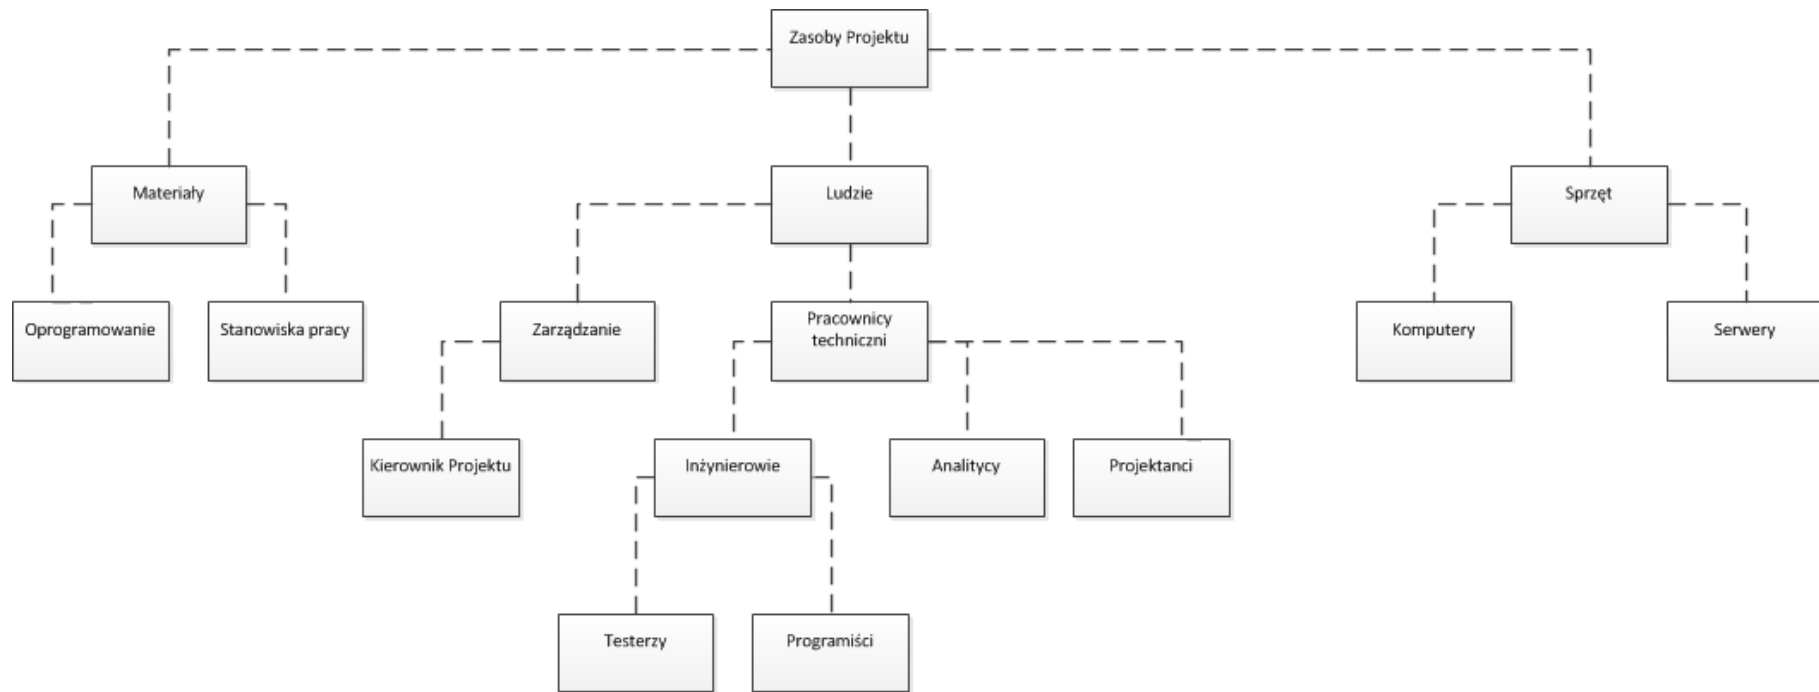 Zasoby Projektu
Materiały
Ludzie
Sprzęt
Oprogramowanie
Stanowiska pracy
Zarządzanie
Pracownicy
techniczni
Komputery
Serwery
Kierownik Projektu
Inżynierowie
Analitycy
Projektanci
Testerzy
Programiści